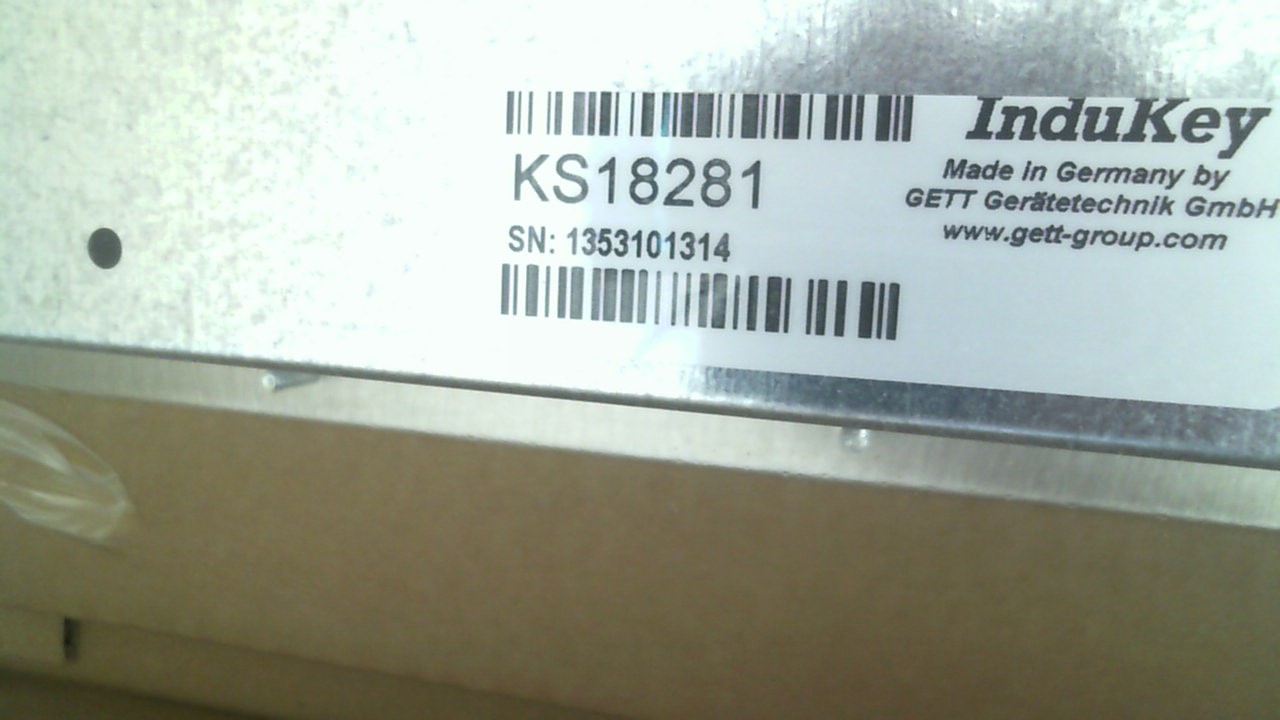 InduKey
KS18281
Made in Germany by
GETT Gerätetechnik GmbH
SN: 1353101314
www.gett-group.com